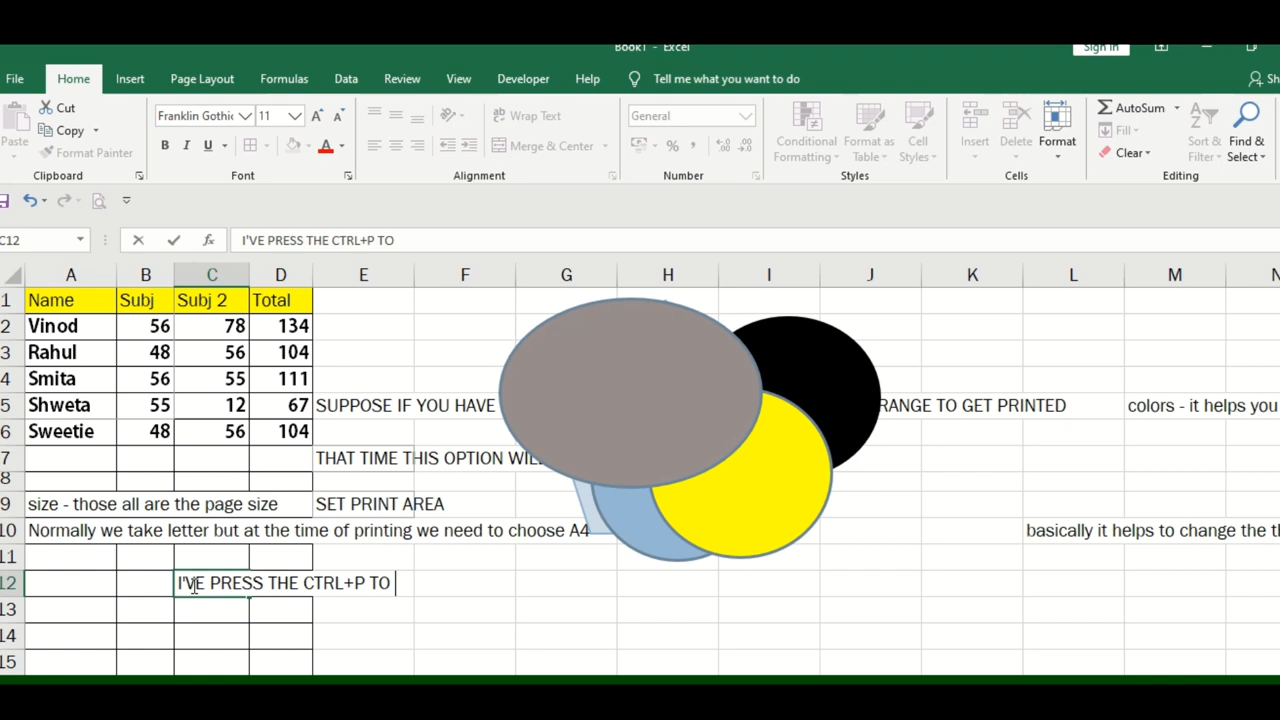 Book1 - Excel
Sign in
File Home Insert Page Layout Formulas Data Review View Developer Help Tell me what you want to do Sh
Cut
Copy
Format Painter
Paste
Clipboard
Franklin Gothic 11
B I U
Font
Wrap Text
Merge & Center
Alignment
General
%
Number
Conditional Formatting
Format as Table
Cell Styles
Styles
Insert Delete Format
Cells
AutoSum
Fill
Clear
Sort & Filter
Find & Select
Editing
C12 fx I'VE PRESS THE CTRL+P TO
A B C D E F G H I J K L M N
1 Name Subj Subj 2 Total
2 Vinod 56 78 134
3 Rahul 48 56 104
4 Smita 56 55 111
5 Shweta 55 12 67 SUPPOSE IF YOU HAVE RANGE TO GET PRINTED colors - it helps you
6 Sweetie 48 56 104
7 THAT TIME THIS OPTION WIL
8
9 size - those all are the page size SET PRINT AREA
10 Normally we take letter but at the time of printing we need to choose A4 basically it helps to change the th
11
12 I'VE PRESS THE CTRL+P TO
13
14
15